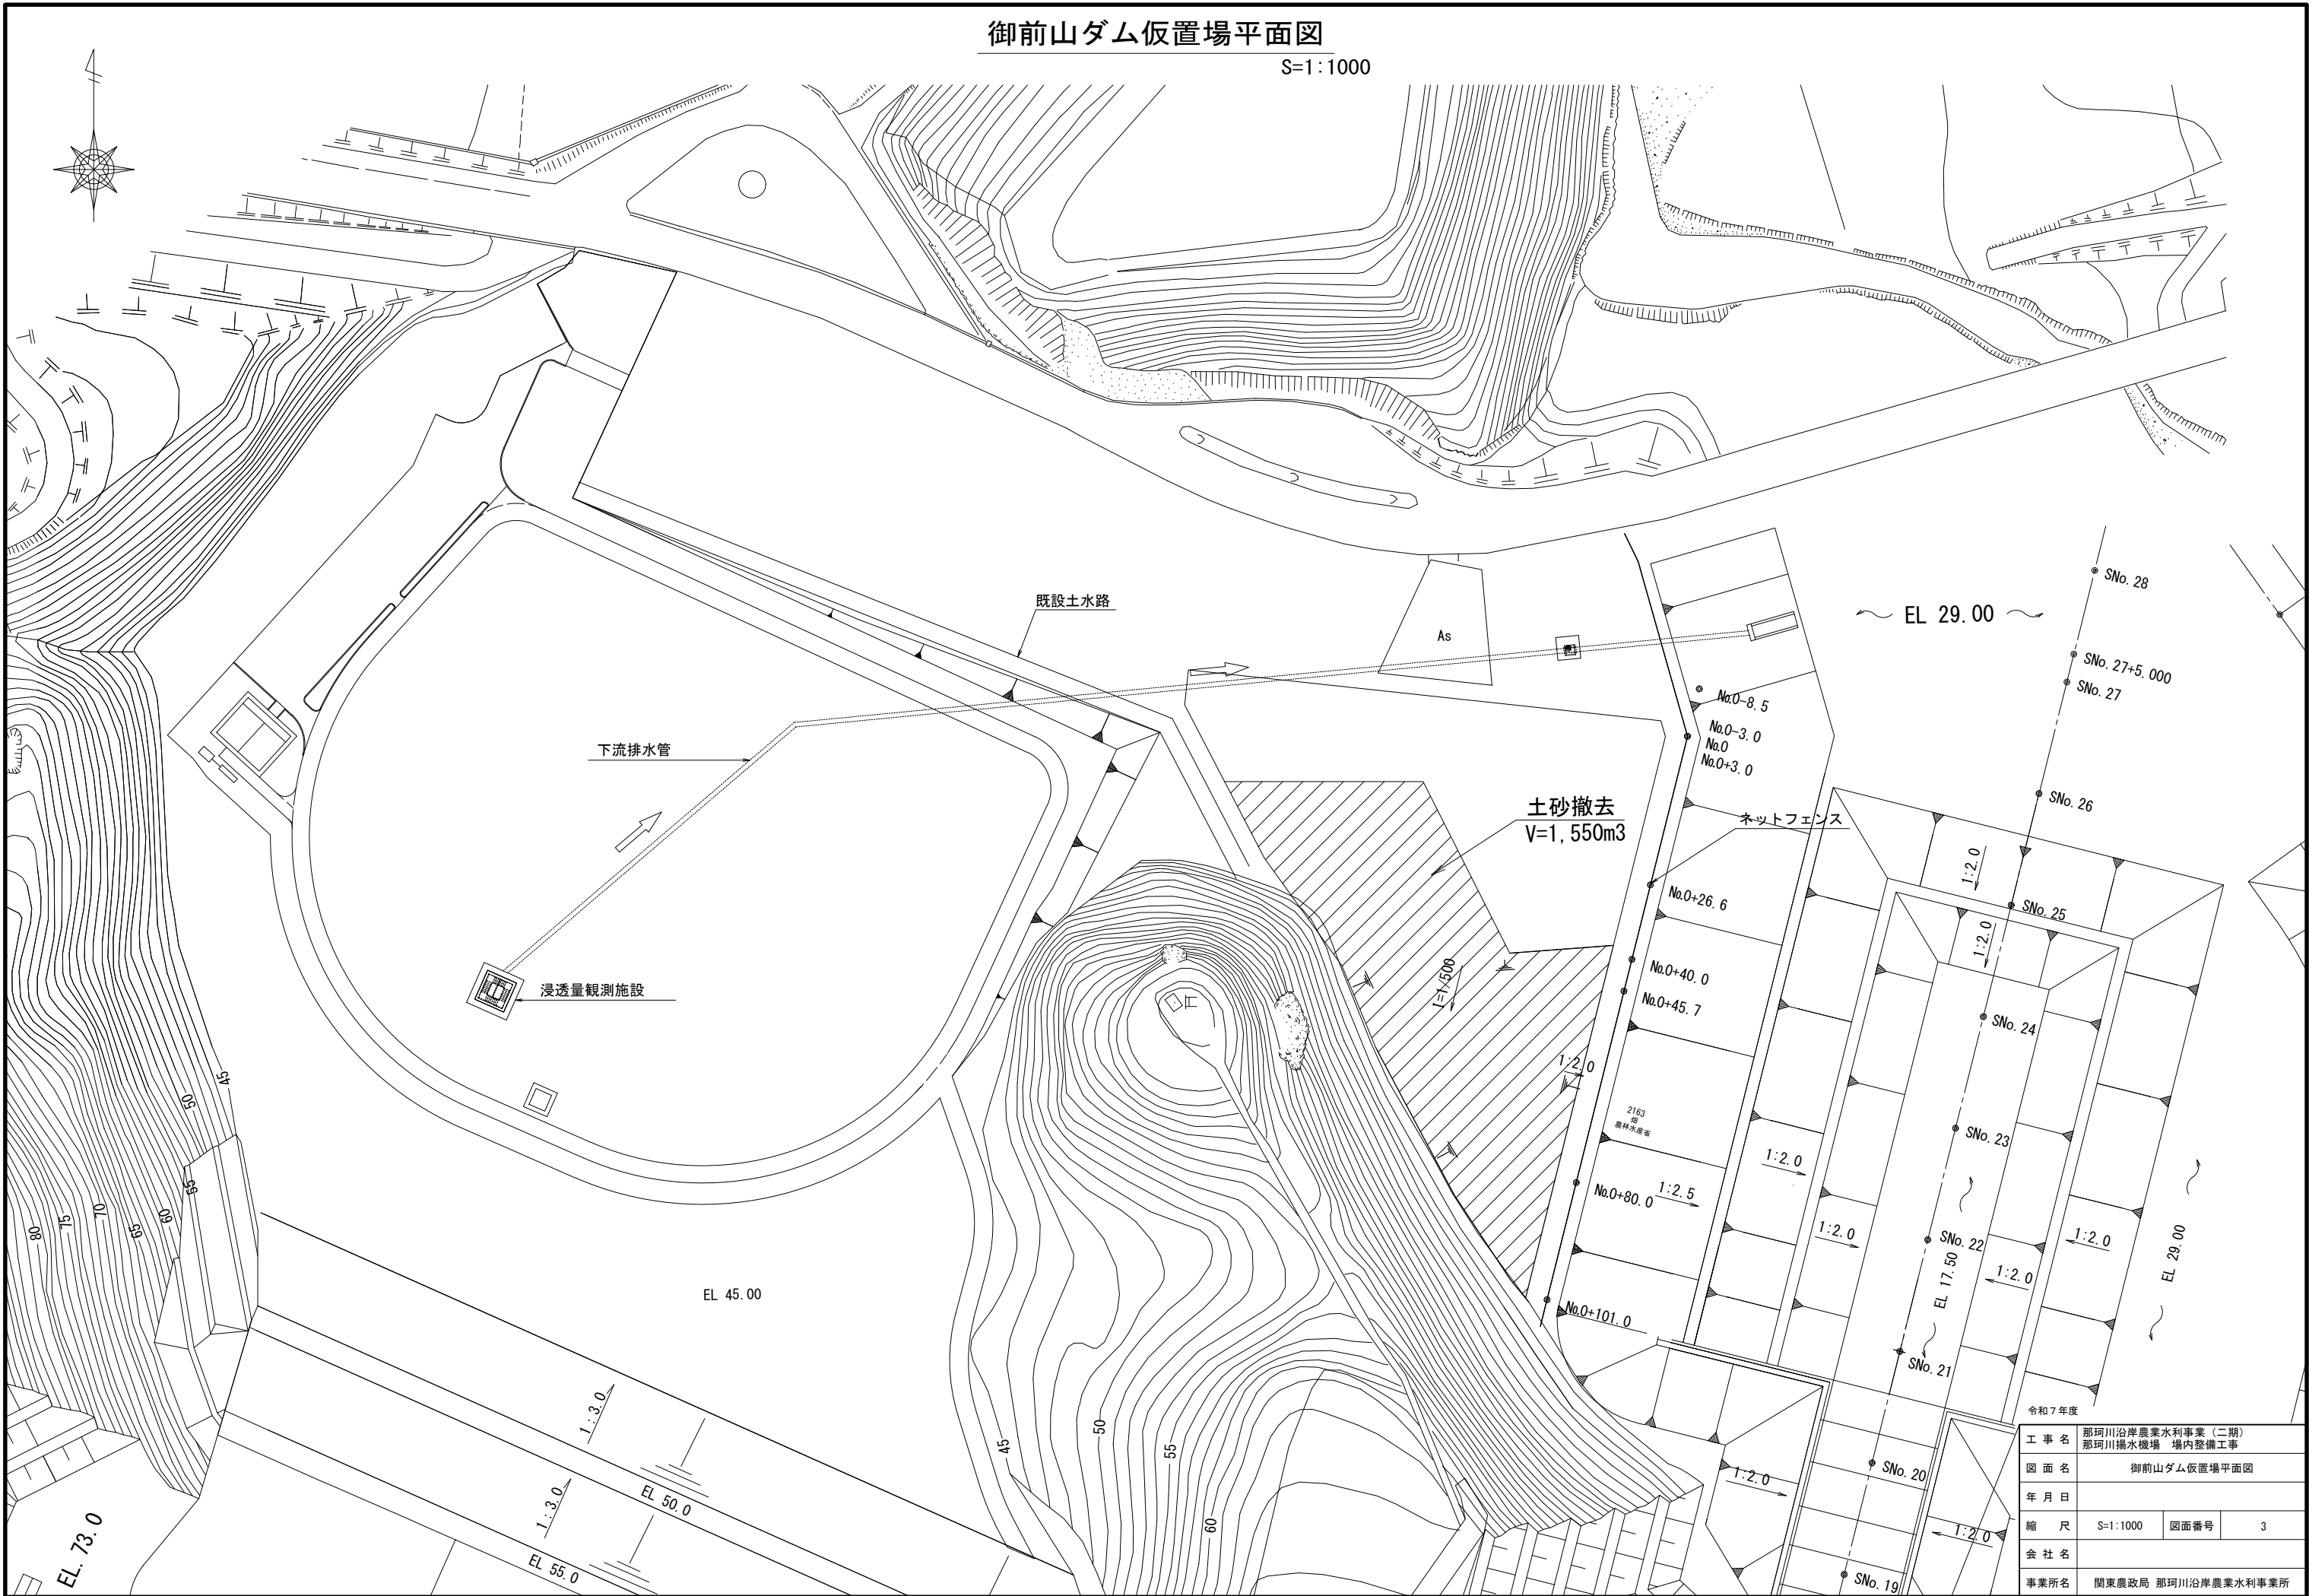 御前山ダム仮置場平面図
S=1:1000
既設土水路
As
EL 29.00
SNo. 28
SNo. 27+5.000
SNo. 27
No.0-8.5
No.0-3.0
No.0
No.0+3.0
下流排水管
SNo. 26
土砂撤去
V=1,550m3
ネットフェンス
1:2.0
No.0+26.6
SNo. 25
1:2.0
I=1/500
No.0+40.0
浸透量観測施設
No.0+45.7
SNo. 24
1:2.0
45
50
2163
畑
農林水産省
SNo. 23
1:2.0
55
No.0+80.0
1:2.5
60
65
70
75
80
1:2.0
SNo. 22
1:2.0
1:2.0
EL 17.50
EL 29.00
EL 45.00
No.0+101.0
SNo. 21
1:3.0
45
50
55
60
1:3.0
EL 50.0
EL 55.0
EL. 73.0
1:2.0
SNo. 20
1:2.0
SNo. 19
令和7年度
工事名 那珂川沿岸農業水利事業(二期)
那珂川揚水機場 場内整備工事
図面名 御前山ダム仮置場平面図
年月日
縮尺 S=1:1000 図面番号 3
会社名
事業所名 関東農政局 那珂川沿岸農業水利事業所